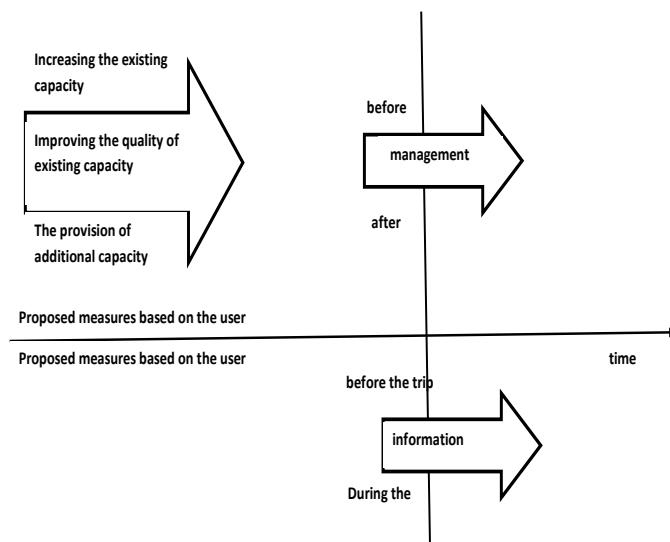 Increasing the existing
capacity
Improving the quality of
existing capacity
The provision of
additional capacity
before
management
after
Proposed measures based on the user
Proposed measures based on the user
time
before the trip
information
During the